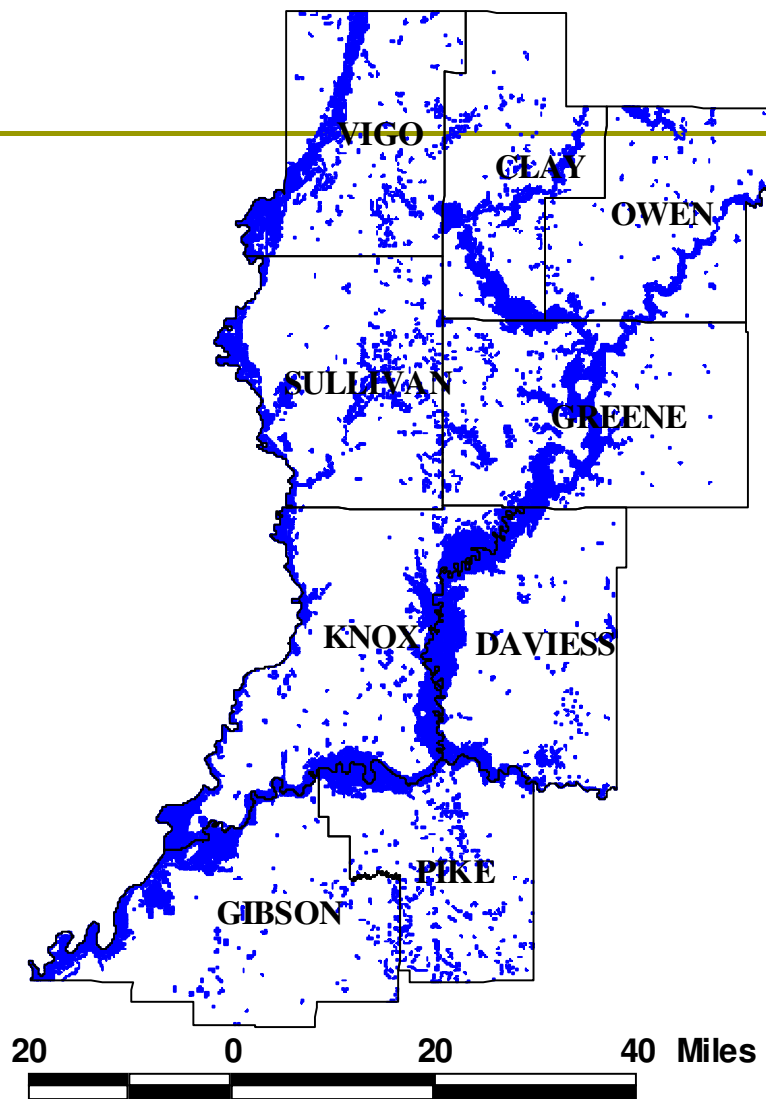 VIGO
CLAY
OWEN
SULLIVAN
GREENE
KNOX
DAVIESS
PIKE
GIBSON
20 0 20 40 Miles